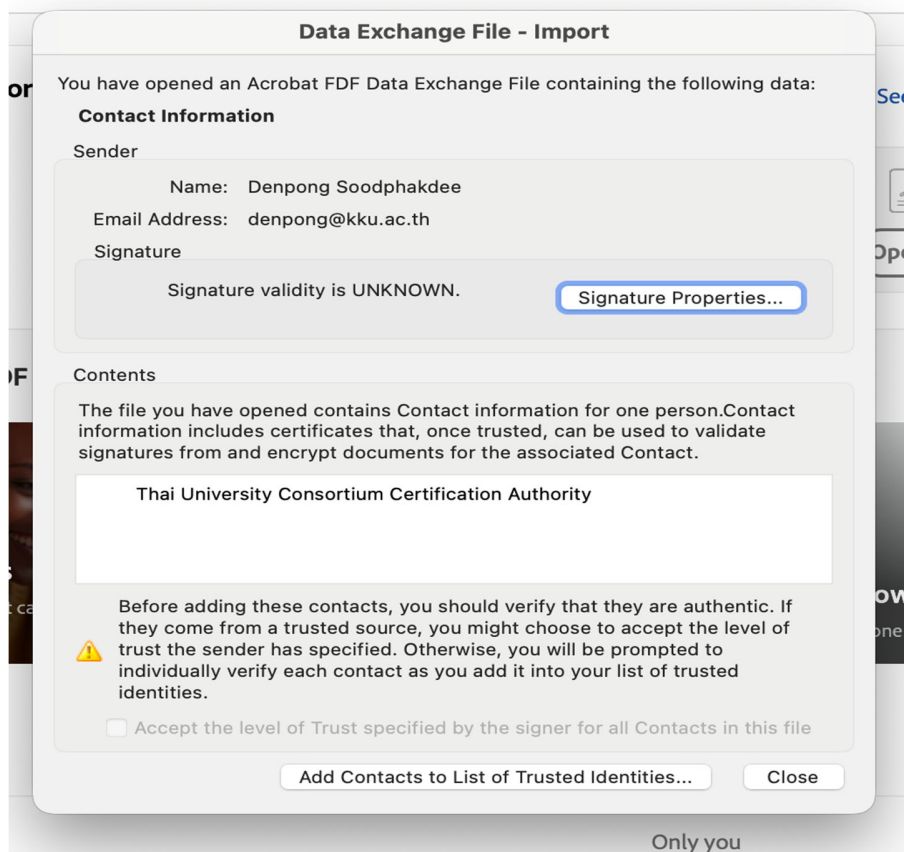 Data Exchange File - Import
or
You have opened an Acrobat FDF Data Exchange File containing the following data:
Contact Information
Sender
Name: Denpong Soodphakdee
Email Address: denpong@kku.ac.th
Signature
Signature validity is UNKNOWN.
Signature Properties...
Contents
The file you have opened contains Contact information for one person.Contact
information includes certificates that, once trusted, can be used to validate
signatures from and encrypt documents for the associated Contact.
Thai University Consortium Certification Authority
Before adding these contacts, you should verify that they are authentic. If
they come from a trusted source, you might choose to accept the level of
trust the sender has specified. Otherwise, you will be prompted to
individually verify each contact as you add it into your list of trusted
identities.
Accept the level of Trust specified by the signer for all Contacts in this file
Add Contacts to List of Trusted Identities...
Close
Only you